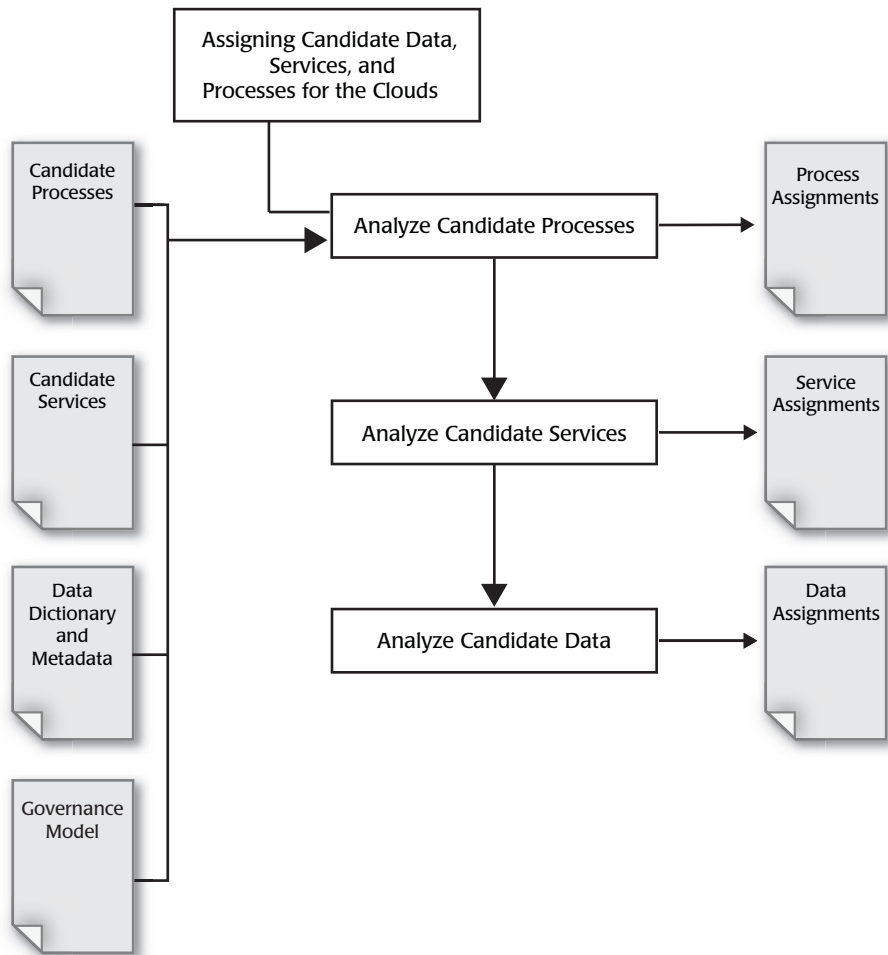 Assigning Candidate Data,
Services, and
Processes for the Clouds
Candidate
Processes
Analyze Candidate Processes
Process
Assignments
Candidate
Services
Analyze Candidate Services
Service
Assignments
Data
Dictionary
and
Metadata
Analyze Candidate Data
Data
Assignments
Governance
Model